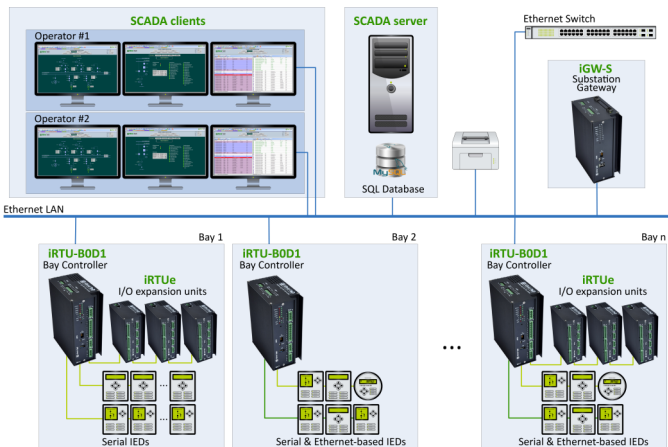 SCADA clients
Operator #1
Operator #2
SCADA server
MySQL
SQL Database
Ethernet Switch
iGW-S
Substation
Gateway
Ethernet LAN
Bay 1
iRTU-B0D1
Bay Controller
iRTUe
I/O expansion units
...
...
Serial IEDs
Bay 2
iRTU-B0D1
Bay Controller
Serial & Ethernet-based IEDs
...
Bay n
iRTU-B0D1
Bay Controller
iRTUe
I/O expansion units
Serial & Ethernet-based IEDs